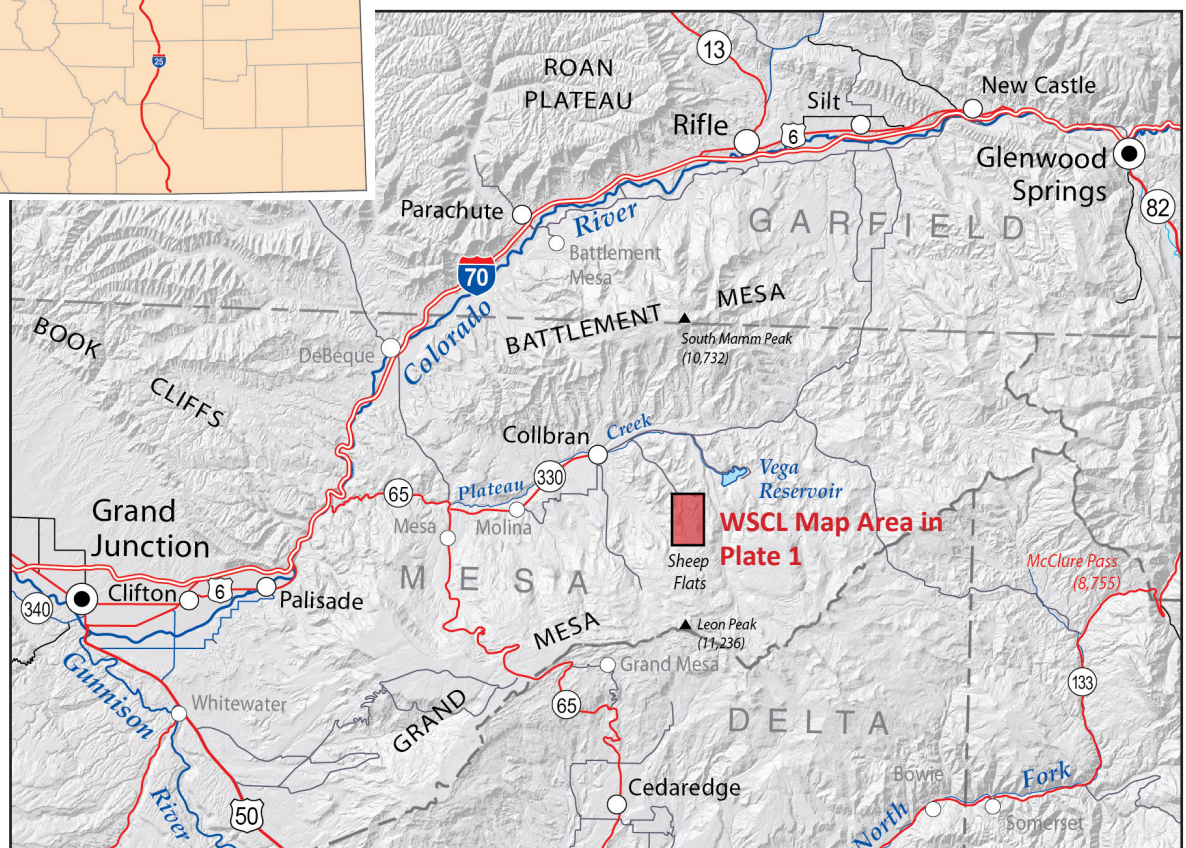 25
13
ROAN
PLATEAU
New Castle
Silt
Rifle
6
Glenwood
Springs
82
Parachute
River
GARFIELD
Battlement
Mesa
70
MESA
BATTLEMENT
South Mamm Peak
(10,732)
BOOK
CLIFFS
DeBeque
Colorado
Collbran
Creek
Vega
Reservoir
330
65
Plateau
Mesa
Molina
WSCL Map Area in
Plate 1
Grand
Junction
Sheep
Flats
McClure Pass
(8,755)
MESA
Clifton
6
Palisade
340
MESA
Leon Peak
(11,236)
Grand Mesa
Gunnison
Whitewater
65
GRAND
133
DELTA
Bowie
Fork
Cedaredge
50
River
North
Somerset